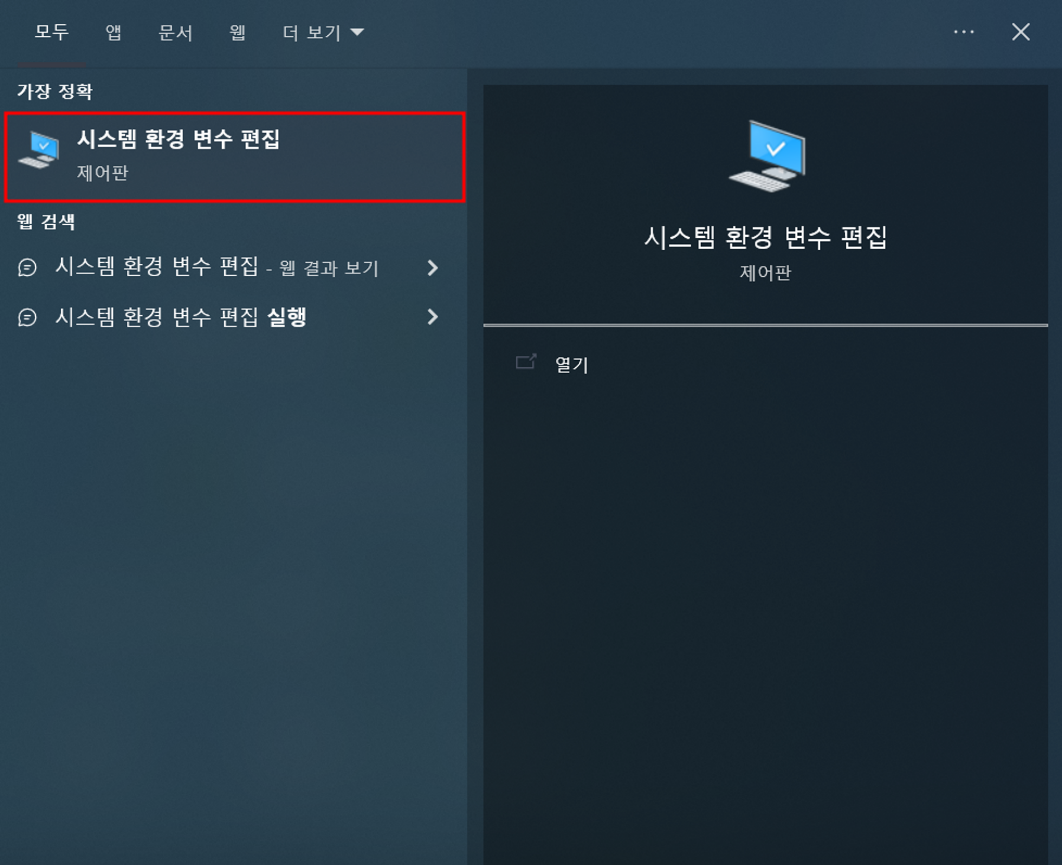 모두 앱 문서 웹 더 보기
가장 정확
시스템 환경 변수 편집
제어판
웹 검색
시스템 환경 변수 편집 - 웹 결과 보기
시스템 환경 변수 편집 실행
시스템 환경 변수 편집
제어판
열기